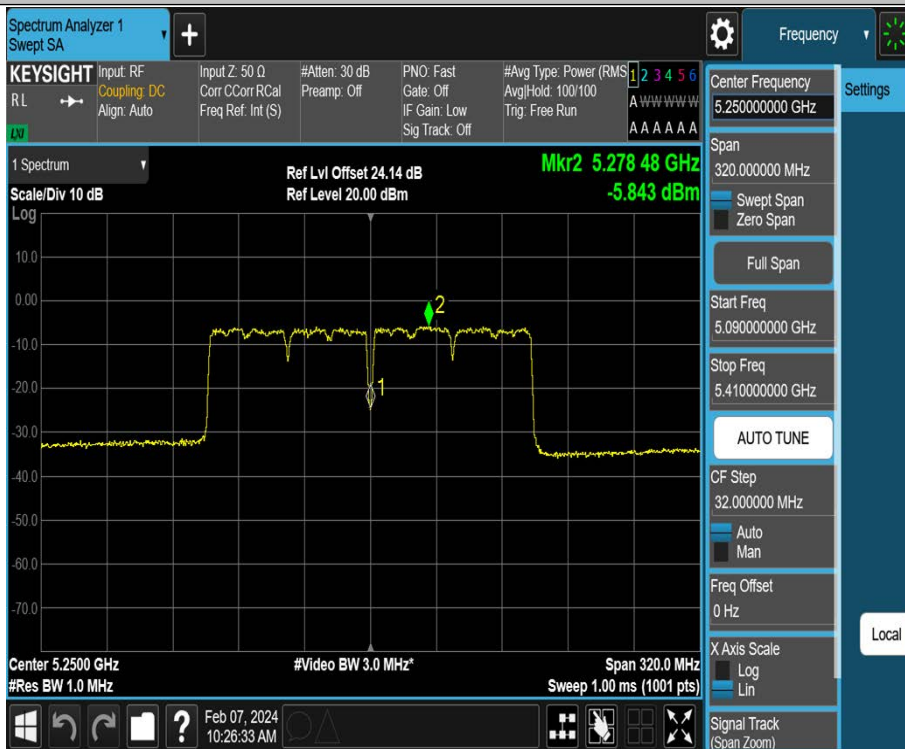 Spectrum Analyzer 1
Swept SA
+
Frequency
KEYSIGHT
RL
LXI
Input: RF
Coupling: DC
Align: Auto
Input Z: 50 Ω
Corr CCorr RCal
Freq Ref: Int (S)
#Atten: 30 dB
Preamp: Off
PNO: Fast
Gate: Off
IF Gain: Low
Sig Track: Off
#Avg Type: Power (RMS
Avg|Hold: 100/100
Trig: Free Run
1 2 3 4 5 6
A W W W W W
A A A A A A
1 Spectrum
Scale/Div 10 dB
Log
Ref Lvl Offset 24.14 dB
Ref Level 20.00 dBm
Mkr2 5.278 48 GHz
-5.843 dBm
10.0
0.00
-10.0
-20.0
-30.0
-40.0
-50.0
-60.0
-70.0
2
1
Center 5.2500 GHz
#Res BW 1.0 MHz
#Video BW 3.0 MHz*
Span 320.0 MHz
Sweep 1.00 ms (1001 pts)
Center Frequency
5.250000000 GHz
Span
320.000000 MHz
Swept Span
Zero Span
Full Span
Start Freq
5.090000000 GHz
Stop Freq
5.410000000 GHz
AUTO TUNE
CF Step
32.000000 MHz
Auto
Man
Freq Offset
0 Hz
X Axis Scale
Log
Lin
Signal Track
(Span Zoom)
Settings
Local
?
Feb 07, 2024
10:26:33 AM